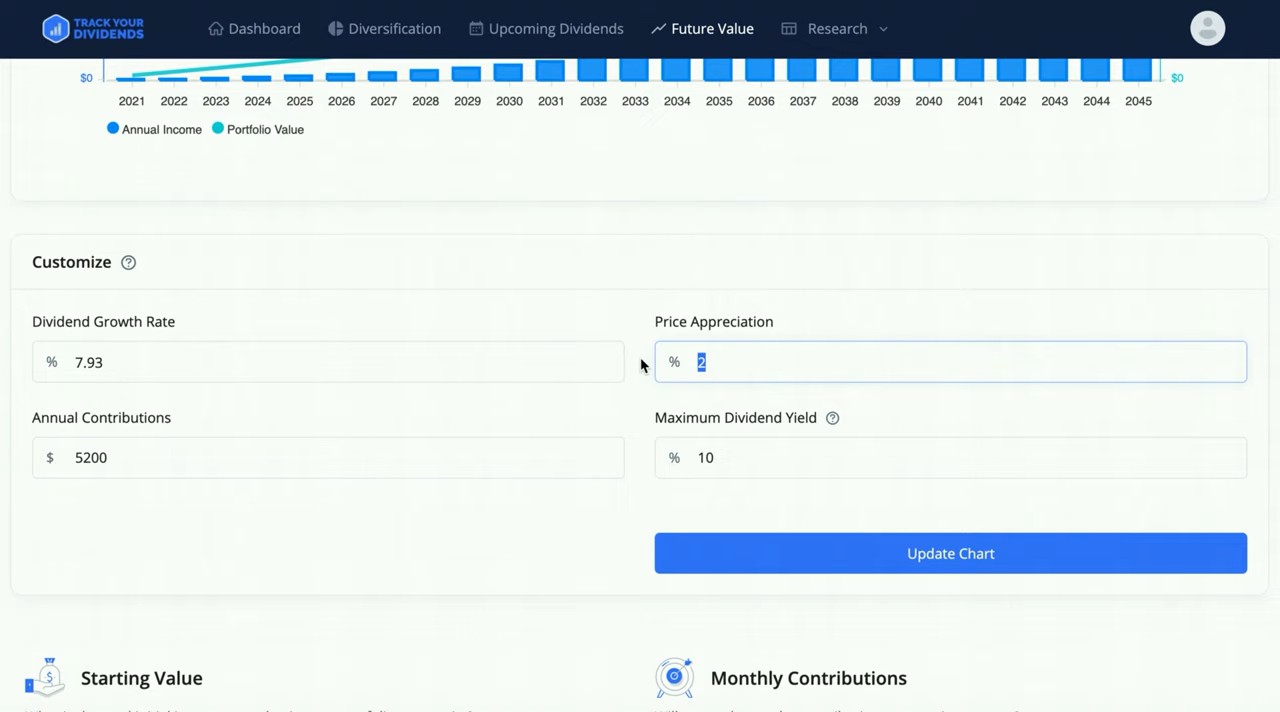 TRACK YOUR
DIVIDENDS
Dashboard Diversification Upcoming Dividends Future Value Research
$0 $0
2021 2022 2023 2024 2025 2026 2027 2028 2029 2030 2031 2032 2033 2034 2035 2036 2037 2038 2039 2040 2041 2042 2043 2044 2045
Annual Income Portfolio Value
Customize ?
Dividend Growth Rate Price Appreciation
% 7.93 % 2
Annual Contributions Maximum Dividend Yield ?
$ 5200 % 10
Update Chart
Starting Value Monthly Contributions